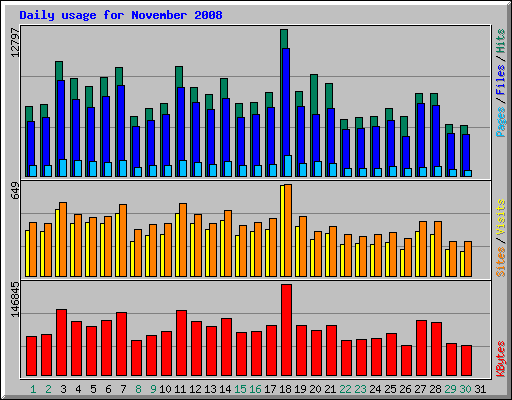 Daily usage for November 2008
12797
Pages / Files / Hits
649
Sites / Visits
146845
KBytes
1 2 3 4 5 6 7 8 9 10 11 12 13 14 15 16 17 18 19 20 21 22 23 24 25 26 27 28 29 30 31